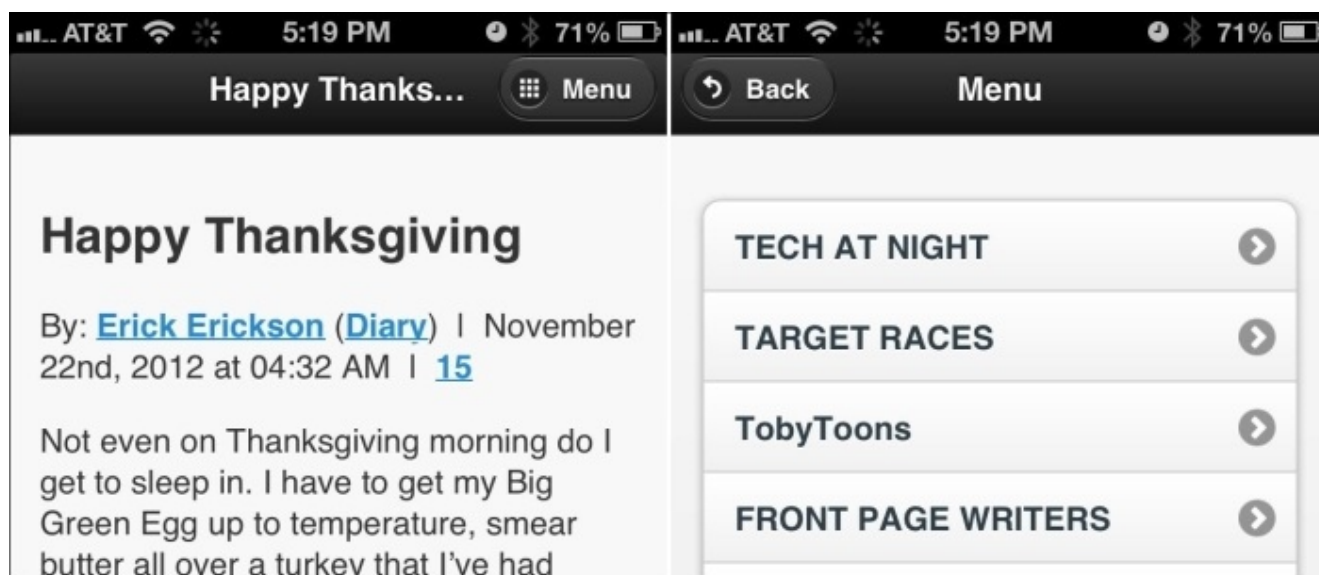 AT&T 5:19 PM 71%
Happy Thanks... Menu
Happy Thanksgiving
By: Erick Erickson (Diary) | November
22nd, 2012 at 04:32 AM | 15
Not even on Thanksgiving morning do I
get to sleep in. I have to get my Big
Green Egg up to temperature, smear
butter all over a turkey that I've had
AT&T 5:19 PM 71%
Back Menu
TECH AT NIGHT
TARGET RACES
TobyToons
FRONT PAGE WRITERS